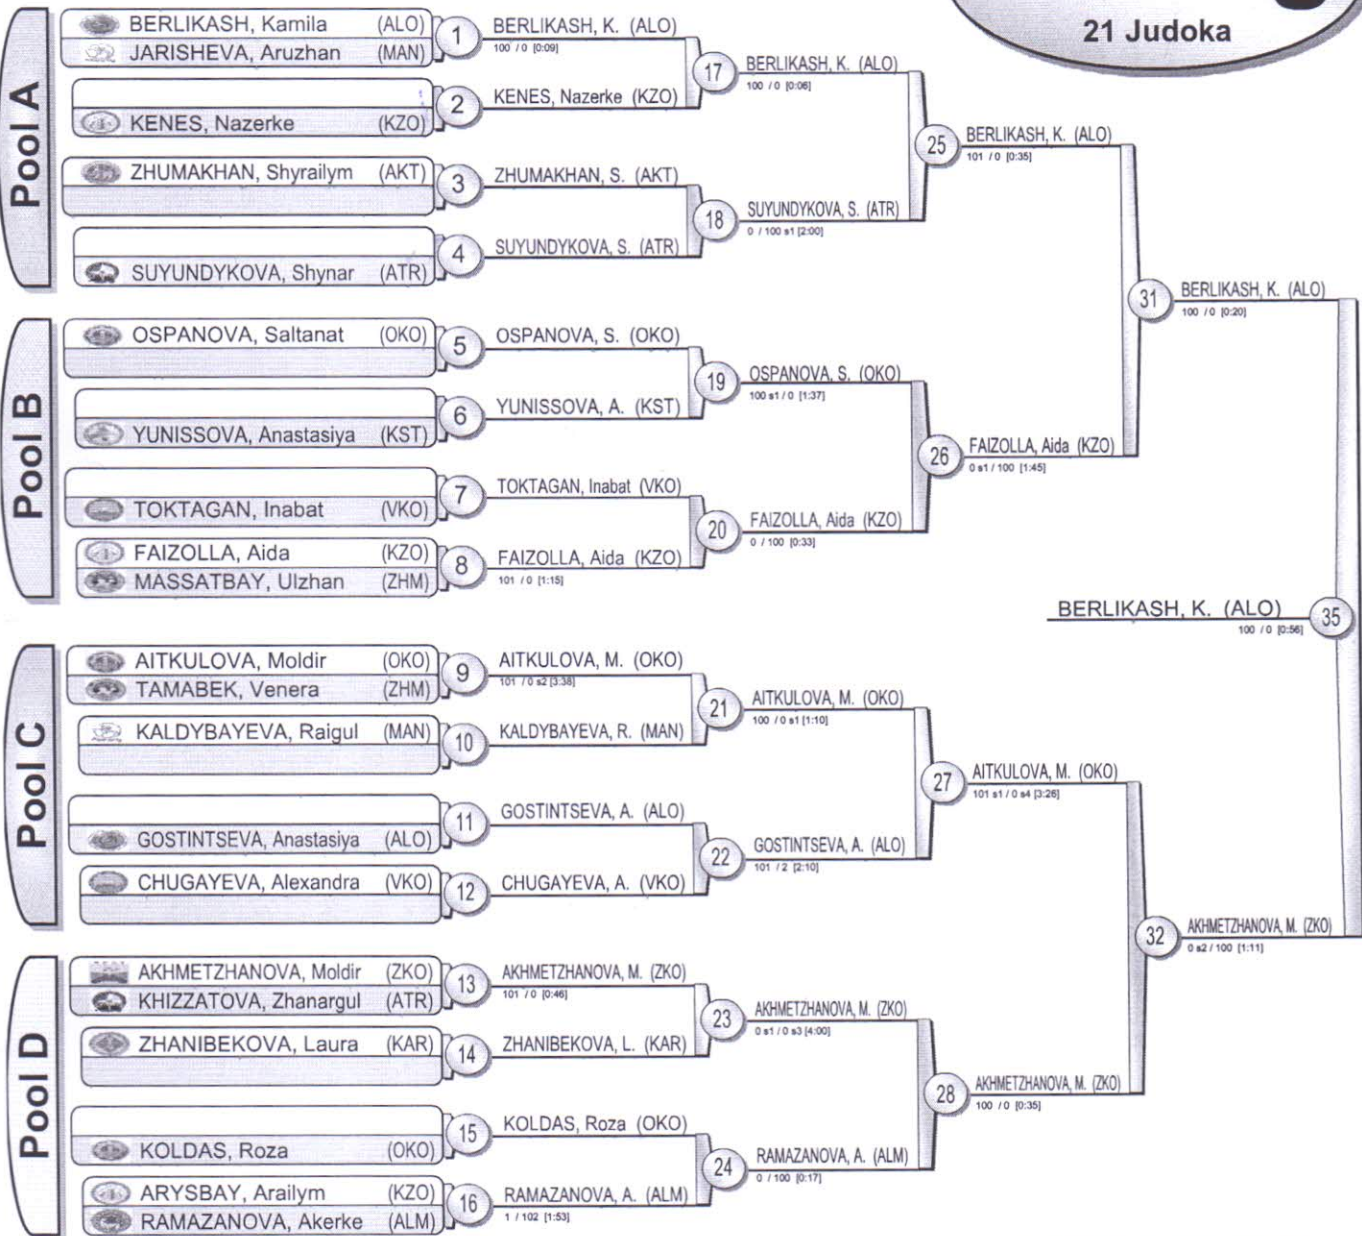 21 Judoka
Pool A
BERLIKASH, Kamila (ALO)
JARISHEVA, Aruzhan (MAN)
1
BERLIKASH, K. (ALO)
100 / 0 [0:09]
KENES, Nazerke (KZO)
2
KENES, Nazerke (KZO)
17
BERLIKASH, K. (ALO)
100 / 0 [0:06]
ZHUMAKHAN, Shyrailym (AKT)
3
ZHUMAKHAN, S. (AKT)
SUYUNDYKOVA, Shynar (ATR)
4
SUYUNDYKOVA, S. (ATR)
18
SUYUNDYKOVA, S. (ATR)
0 / 100 s1 [2:00]
25
BERLIKASH, K. (ALO)
101 / 0 [0:35]
Pool B
OSPANOVA, Saltanat (OKO)
5
OSPANOVA, S. (OKO)
YUNISSOVA, Anastasiya (KST)
6
YUNISSOVA, A. (KST)
19
OSPANOVA, S. (OKO)
100 s1 / 0 [1:37]
TOKTAGAN, Inabat (VKO)
7
TOKTAGAN, Inabat (VKO)
FAIZOLLA, Aida (KZO)
MASSATBAY, Ulzhan (ZHM)
8
FAIZOLLA, Aida (KZO)
101 / 0 [1:15]
20
FAIZOLLA, Aida (KZO)
0 / 100 [0:33]
26
FAIZOLLA, Aida (KZO)
0 s1 / 100 [1:45]
31
BERLIKASH, K. (ALO)
100 / 0 [0:20]
BERLIKASH, K. (ALO)
100 / 0 [0:56]
35
Pool C
AITKULOVA, Moldir (OKO)
TAMABEK, Venera (ZHM)
9
AITKULOVA, M. (OKO)
101 / 0 s2 [3:38]
KALDYBAYEVA, Raigul (MAN)
10
KALDYBAYEVA, R. (MAN)
21
AITKULOVA, M. (OKO)
100 / 0 s1 [1:10]
GOSTINTSEVA, Anastasiya (ALO)
11
GOSTINTSEVA, A. (ALO)
CHUGAYEVA, Alexandra (VKO)
12
CHUGAYEVA, A. (VKO)
22
GOSTINTSEVA, A. (ALO)
101 / 2 [2:10]
27
AITKULOVA, M. (OKO)
101 s1 / 0 s4 [3:26]
Pool D
AKHMETZHANOVA, Moldir (ZKO)
KHIZZATOVA, Zhanargul (ATR)
13
AKHMETZHANOVA, M. (ZKO)
101 / 0 [0:46]
ZHANIBEKOVA, Laura (KAR)
14
ZHANIBEKOVA, L. (KAR)
23
AKHMETZHANOVA, M. (ZKO)
0 s1 / 0 s3 [4:00]
KOLDAS, Roza (OKO)
15
KOLDAS, Roza (OKO)
ARYSBAY, Arailym (KZO)
RAMAZANOVA, Akerke (ALM)
16
RAMAZANOVA, A. (ALM)
1 / 102 [1:53]
24
RAMAZANOVA, A. (ALM)
0 / 100 [0:17]
28
AKHMETZHANOVA, M. (ZKO)
100 / 0 [0:35]
32
AKHMETZHANOVA, M. (ZKO)
0 s2 / 100 [1:11]